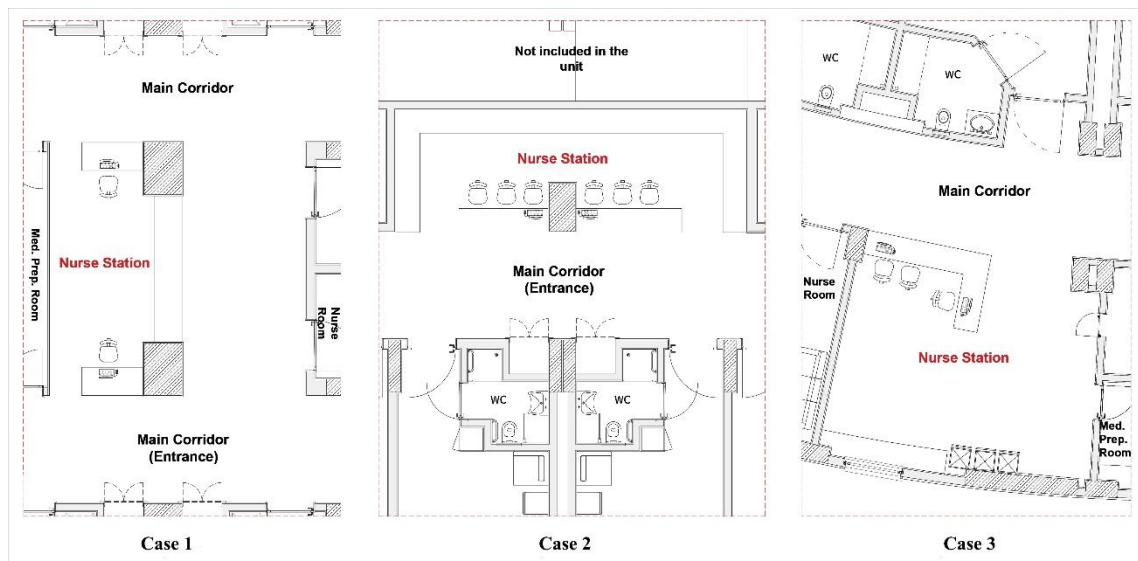 Main Corridor
Med. Prep. Room
Nurse Station
Nurse
Room
Main Corridor
(Entrance)
Case 1
Not included in the
unit
Nurse Station
Main Corridor
(Entrance)
WC
WC
Case 2
WC
WC
Main Corridor
Nurse
Room
Nurse Station
Med.
Prep.
Room
Case 3